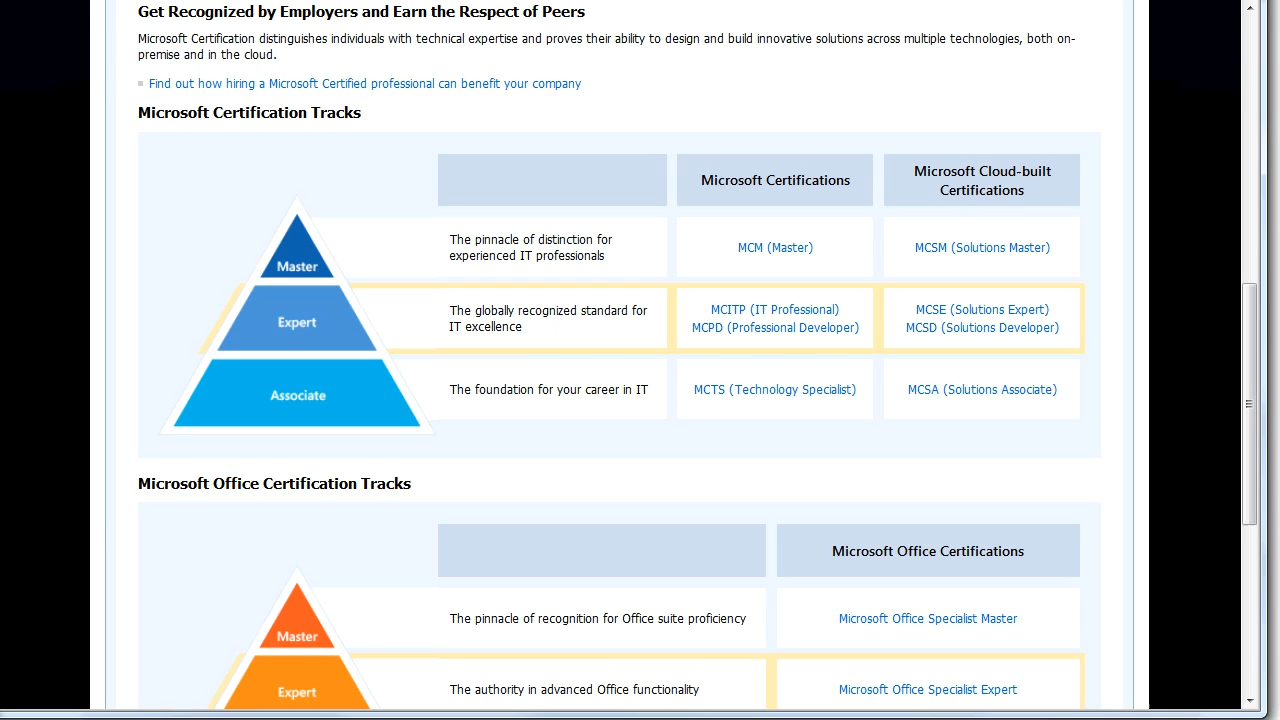 Get Recognized by Employers and Earn the Respect of Peers
Microsoft Certification distinguishes individuals with technical expertise and proves their ability to design and build innovative solutions across multiple technologies, both on-
premise and in the cloud.
Find out how hiring a Microsoft Certified professional can benefit your company
Microsoft Certification Tracks
Microsoft Certifications
Microsoft Cloud-built
Certifications
Master
The pinnacle of distinction for
experienced IT professionals
MCM (Master)
MCSM (Solutions Master)
Expert
The globally recognized standard for
IT excellence
MCITP (IT Professional)
MCPD (Professional Developer)
MCSE (Solutions Expert)
MCSD (Solutions Developer)
Associate
The foundation for your career in IT
MCTS (Technology Specialist)
MCSA (Solutions Associate)
Microsoft Office Certification Tracks
Microsoft Office Certifications
Master
The pinnacle of recognition for Office suite proficiency
Microsoft Office Specialist Master
Expert
The authority in advanced Office functionality
Microsoft Office Specialist Expert